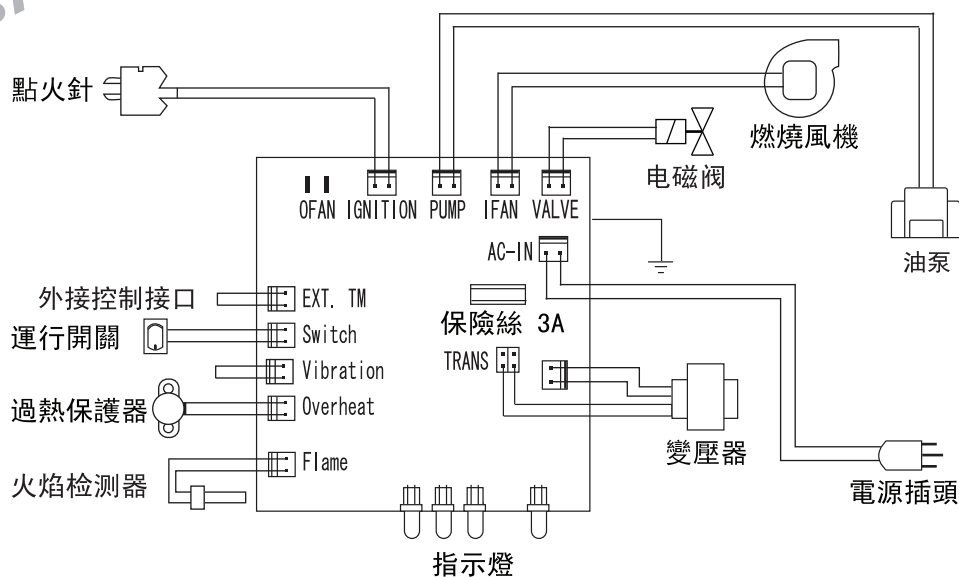 點火針
燃燒風機
电磁阀
OFAN IGNITION PUMP IFAN VALVE
油泵
AC-IN
外接控制接口
EXT. TM
運行開關
Switch
保險絲 3A
Vibration
TRANS
過熱保護器
Overheat
變壓器
火焰检测器
Flame
電源插頭
指示燈